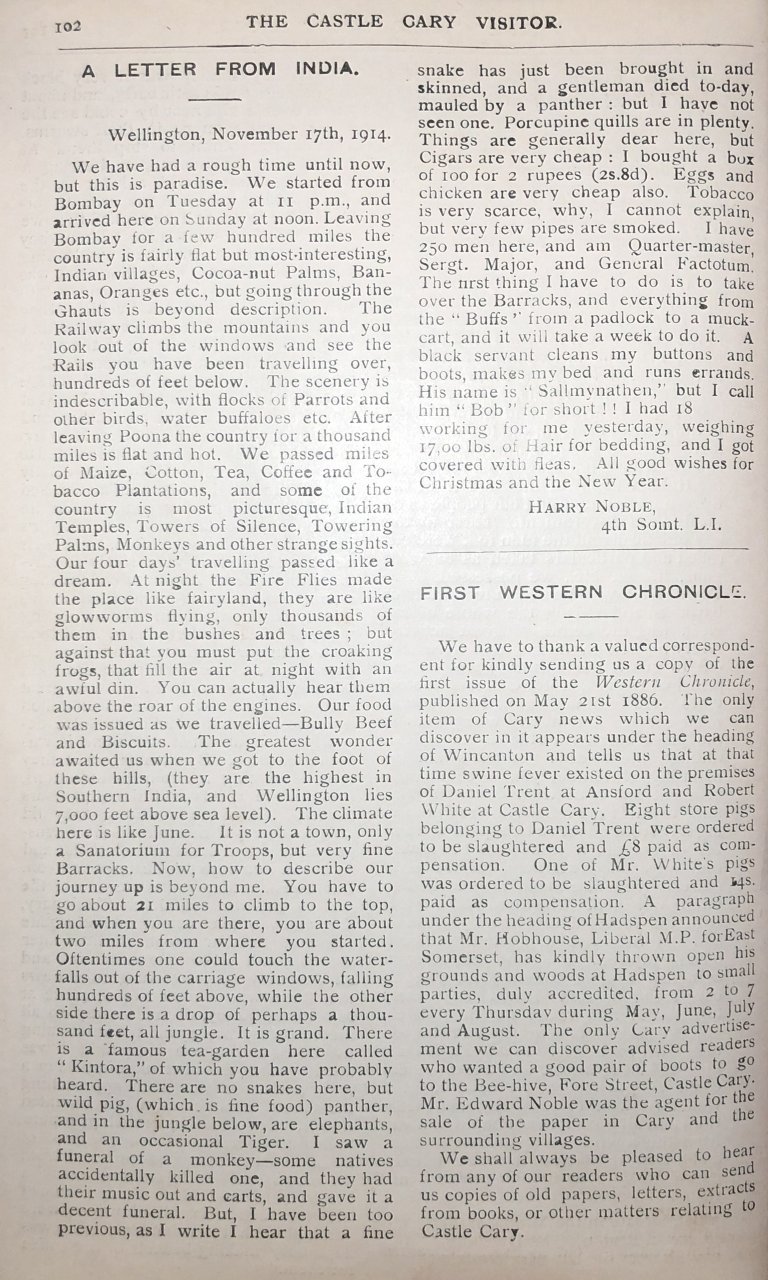 102
THE CASTLE CARY VISITOR.
A LETTER FROM INDIA.
Wellington, November 17th, 1914.
We have had a rough time until now,
but this is paradise. We started from
Bombay on Tuesday at 11 p.m., and
arrived here on Sunday at noon. Leaving
Bombay for a few hundred miles the
country is fairly flat but most-interesting,
Indian villages, Cocoa-nut Palms, Ban-
anas, Oranges etc., but going through the
Ghauts is beyond description. The
Railway climbs the mountains and you
look out of the windows and see the
Rails you have been travelling over,
hundreds of feet below. The scenery is
indescribable, with flocks of Parrots and
other birds, water buffaloes etc. After
leaving Poona the country for a thousand
miles is flat and hot. We passed miles
of Maize, Cotton, Tea, Coffee and To-
bacco Plantations, and some of the
country is most picturesque, Indian
Temples, Towers of Silence, Towering
Palms, Monkeys and other strange sights.
Our four days' travelling passed like a
dream. At night the Fire Flies made
the place like fairyland, they are like
glowworms flying, only thousands of
them in the bushes and trees ; but
against that you must put the croaking
frogs, that fill the air at night with an
awful din. You can actually hear them
above the roar of the engines. Our food
was issued as we travelled—Bully Beef
and Biscuits. The greatest wonder
awaited us when we got to the foot of
these hills, (they are the highest in
Southern India, and Wellington lies
7,000 feet above sea level). The climate
here is like June. It is not a town, only
a Sanatorium for Troops, but very fine
Barracks. Now, how to describe our
journey up is beyond me. You have to
go about 21 miles to climb to the top,
and when you are there, you are about
two miles from where you started.
Oftentimes one could touch the water-
falls out of the carriage windows, falling
hundreds of feet above, while the other
side there is a drop of perhaps a thou-
sand feet, all jungle. It is grand. There
is a famous tea-garden here called
" Kintora," of which you have probably
heard. There are no snakes here, but
wild pig, (which is fine food) panther,
and in the jungle below, are elephants,
and an occasional Tiger. I saw a
funeral of a monkey—some natives
accidentally killed one, and they had
their music out and carts, and gave it a
decent funeral. But, I have been too
previous, as I write I hear that a fine
snake has just been brought in and
skinned, and a gentleman died to-day,
mauled by a panther : but I have not
seen one. Porcupine quills are in plenty.
Things are generally dear here, but
Cigars are very cheap : I bought a box
of 100 for 2 rupees (2s.8d). Eggs and
chicken are very cheap also. Tobacco
is very scarce, why, I cannot explain,
but very few pipes are smoked. I have
250 men here, and am Quarter-master,
Sergt. Major, and General Factotum.
The first thing I have to do is to take
over the Barracks, and everything from
the " Buffs " from a padlock to a muck-
cart, and it will take a week to do it. A
black servant cleans my buttons and
boots, makes my bed and runs errands.
His name is " Sallmynathen," but I call
him " Bob " for short ! ! I had 18
working for me yesterday, weighing
17,00 lbs. of Hair for bedding, and I got
covered with fleas. All good wishes for
Christmas and the New Year.
HARRY NOBLE,
4th Somt. L.I.
FIRST WESTERN CHRONICLE.
We have to thank a valued correspond-
ent for kindly sending us a copy of the
first issue of the Western Chronicle,
published on May 21st 1886. The only
item of Cary news which we can
discover in it appears under the heading
of Wincanton and tells us that at that
time swine fever existed on the premises
of Daniel Trent at Ansford and Robert
White at Castle Cary. Eight store pigs
belonging to Daniel Trent were ordered
to be slaughtered and £8 paid as com-
pensation. One of Mr. White's pigs
was ordered to be slaughtered and 14s.
paid as compensation. A paragraph
under the heading of Hadspen announced
that Mr. Hobhouse, Liberal M.P. for East
Somerset, has kindly thrown open his
grounds and woods at Hadspen to small
parties, duly accredited, from 2 to 7
every Thursday during May, June, July
and August. The only Cary advertise-
ment we can discover advised readers
who wanted a good pair of boots to go
to the Bee-hive, Fore Street, Castle Cary.
Mr. Edward Noble was the agent for the
sale of the paper in Cary and the
surrounding villages.
We shall always be pleased to hear
from any of our readers who can send
us copies of old papers, letters, extracts
from books, or other matters relating to
Castle Cary.